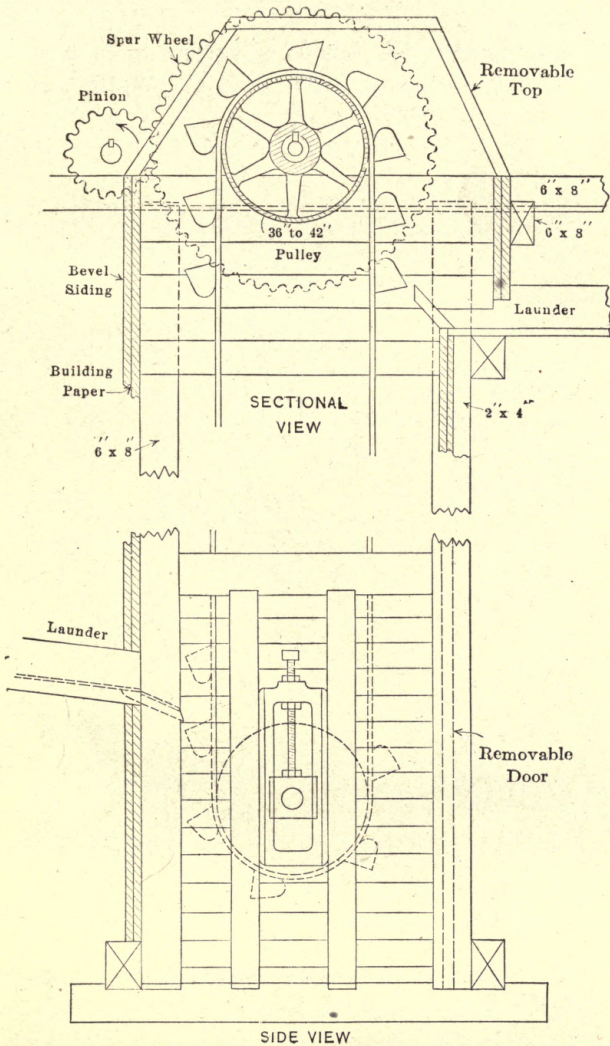 Spur Wheel
Removable
Top
Pinion
6" x 8"
6" x 8"
36" to 42"
Pulley
Bevel
Siding
Launder
Building
Paper
SECTIONAL
VIEW
2" x 4"
6" x 8"
Launder
Removable
Door
SIDE VIEW